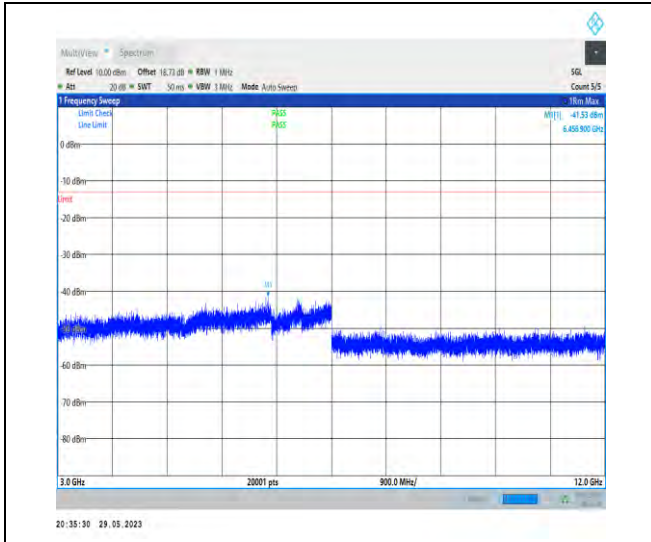 MultiView Spectrum
Ref Level 10.00 dBm Offset 18.73 dB RBW 1 MHz SGL
Att 20 dB SWT 50 ms VBW 3 MHz Mode Auto Sweep Count 5/5
1 Frequency Sweep 1Rm Max
Limit Check PASS M1[1] -41.53 dBm
Line Limit PASS 6.456 900 GHz
0 dBm
-10 dBm
Limit
-20 dBm
-30 dBm
-40 dBm
M1
-50 dBm
-60 dBm
-70 dBm
-80 dBm
3.0 GHz 20001 pts 900.0 MHz/ 12.0 GHz
20:35:30 29.05.2023